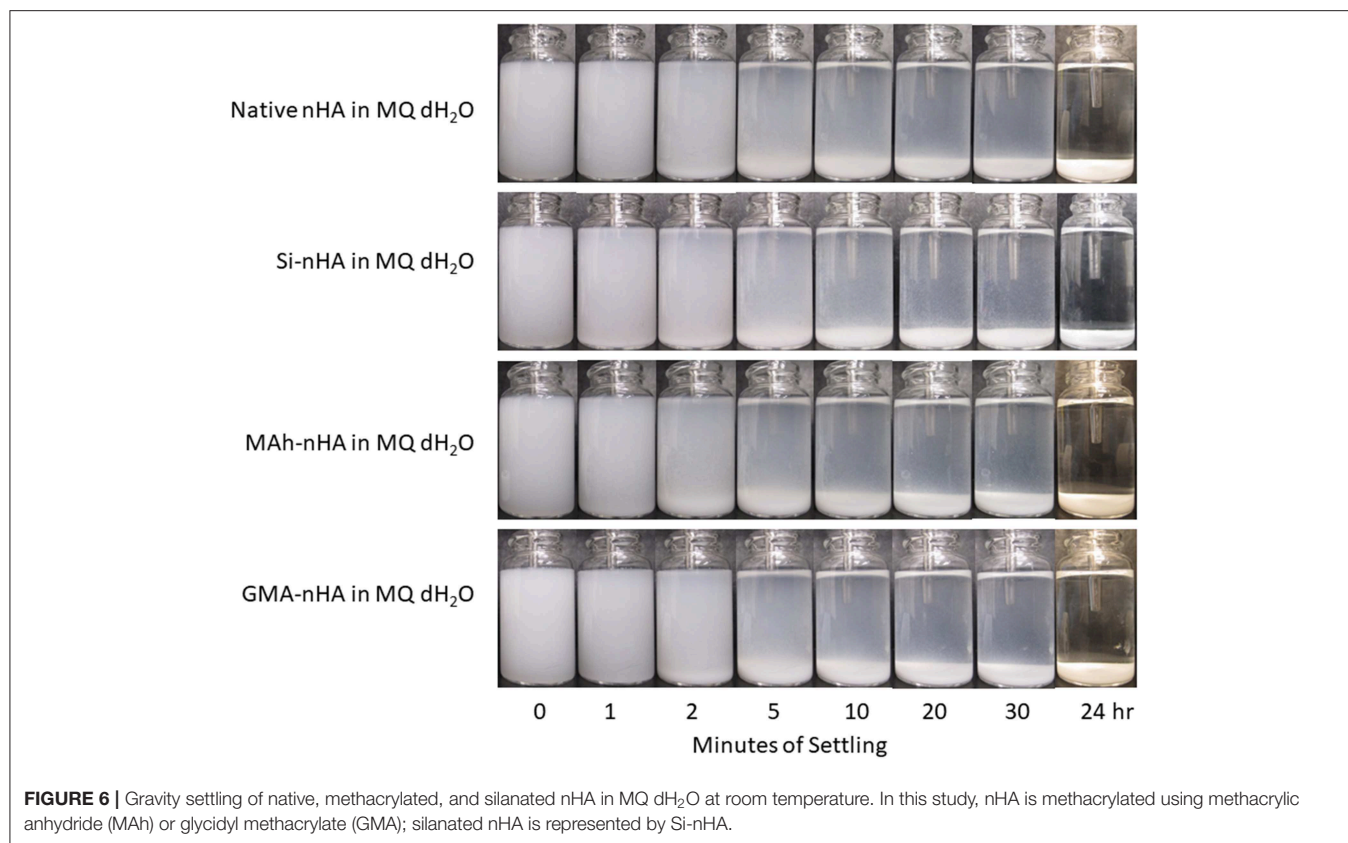 Native nHA in MQ dH₂O
Si-nHA in MQ dH₂O
MAh-nHA in MQ dH₂O
GMA-nHA in MQ dH₂O
0 1 2 5 10 20 30 24 hr
Minutes of Settling
FIGURE 6 | Gravity settling of native, methacrylated, and silanated nHA in MQ dH₂O at room temperature. In this study, nHA is methacrylated using methacrylic
anhydride (MAh) or glycidyl methacrylate (GMA); silanated nHA is represented by Si-nHA.